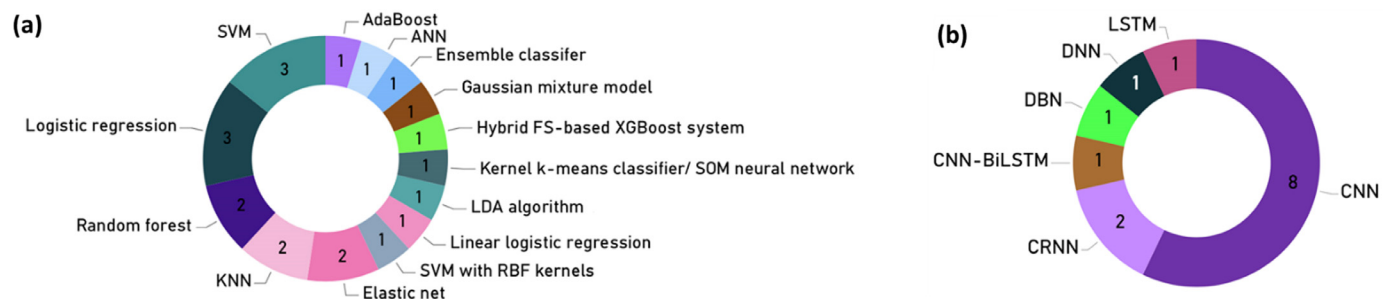 (a)
AdaBoost
ANN
Ensemble classifer
Gaussian mixture model
Hybrid FS-based XGBoost system
Kernel k-means classifier/ SOM neural network
LDA algorithm
Linear logistic regression
SVM with RBF kernels
Elastic net
KNN
Random forest
Logistic regression
SVM
1
1
1
1
1
1
1
1
1
2
2
2
3
3
(b)
CNN
CRNN
CNN-BiLSTM
DBN
DNN
LSTM
8
2
1
1
1
1